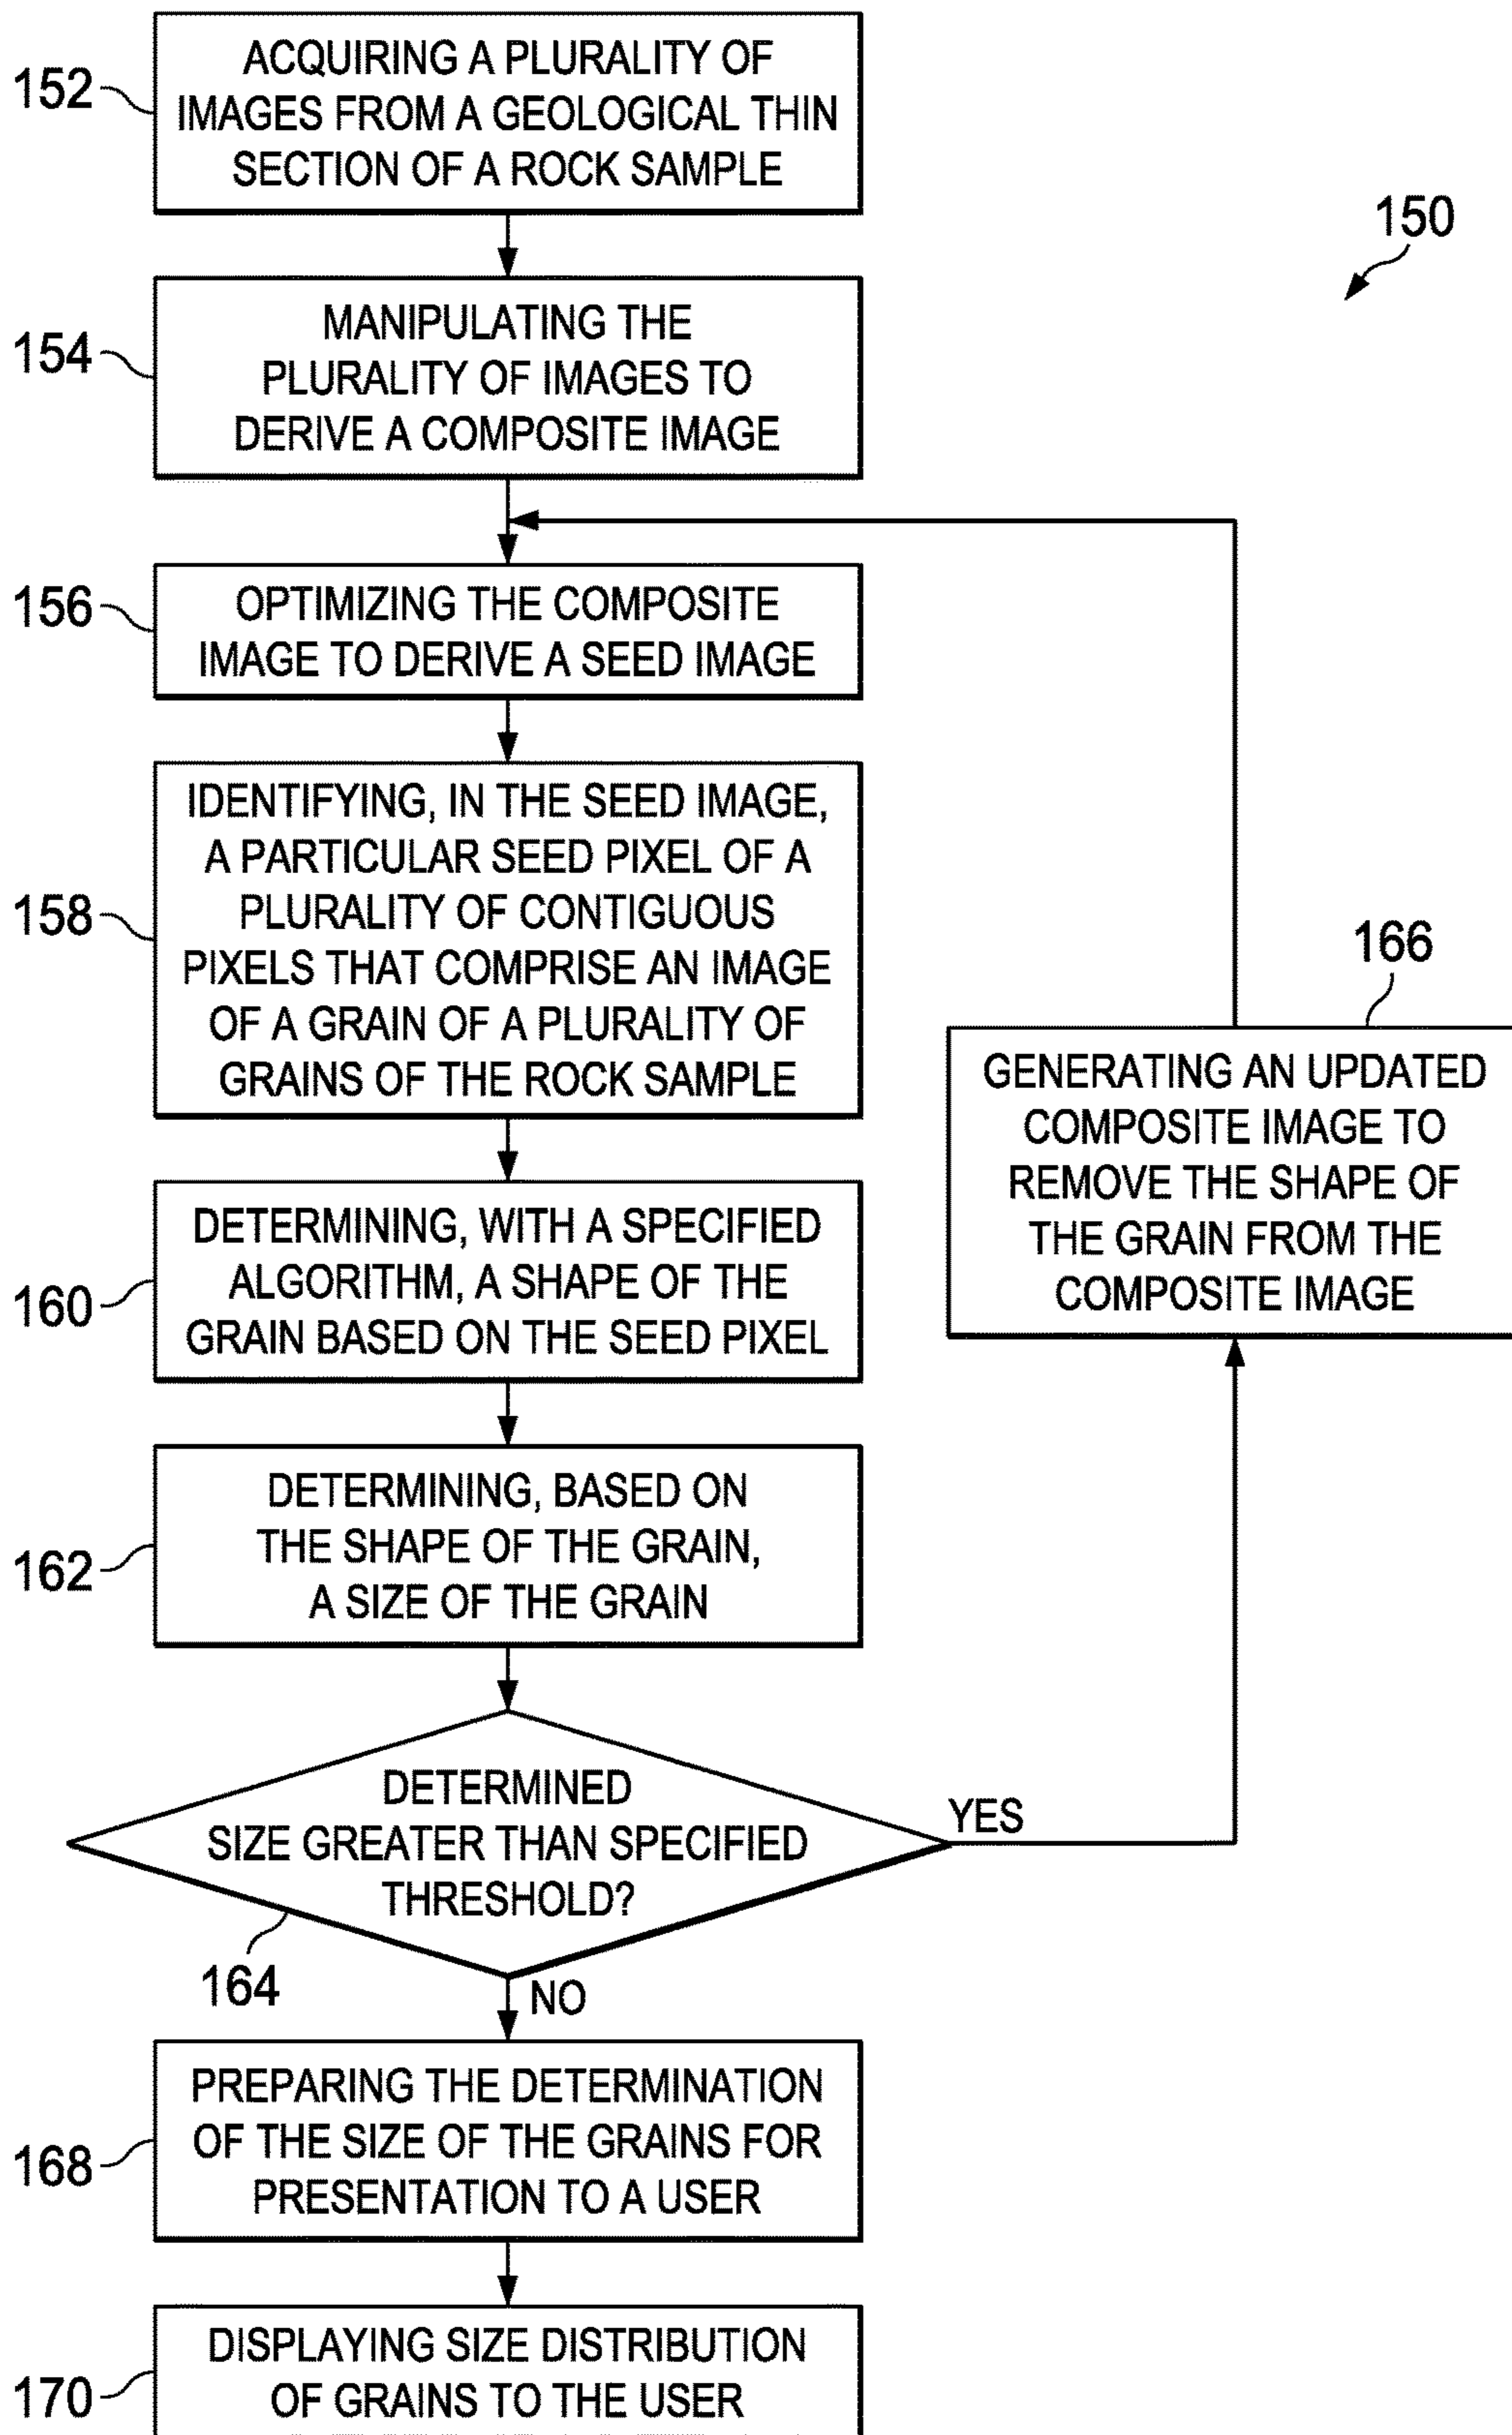 152
ACQUIRING A PLURALITY OF
IMAGES FROM A GEOLOGICAL THIN
SECTION OF A ROCK SAMPLE
150
154
MANIPULATING THE
PLURALITY OF IMAGES TO
DERIVE A COMPOSITE IMAGE
156
OPTIMIZING THE COMPOSITE
IMAGE TO DERIVE A SEED IMAGE
158
IDENTIFYING, IN THE SEED IMAGE,
A PARTICULAR SEED PIXEL OF A
PLURALITY OF CONTIGUOUS
PIXELS THAT COMPRISE AN IMAGE
OF A GRAIN OF A PLURALITY OF
GRAINS OF THE ROCK SAMPLE
166
GENERATING AN UPDATED
COMPOSITE IMAGE TO
REMOVE THE SHAPE OF
THE GRAIN FROM THE
COMPOSITE IMAGE
160
DETERMINING, WITH A SPECIFIED
ALGORITHM, A SHAPE OF THE
GRAIN BASED ON THE SEED PIXEL
162
DETERMINING, BASED ON
THE SHAPE OF THE GRAIN,
A SIZE OF THE GRAIN
DETERMINED
SIZE GREATER THAN SPECIFIED
THRESHOLD?
YES
164
NO
168
PREPARING THE DETERMINATION
OF THE SIZE OF THE GRAINS FOR
PRESENTATION TO A USER
170
DISPLAYING SIZE DISTRIBUTION
OF GRAINS TO THE USER